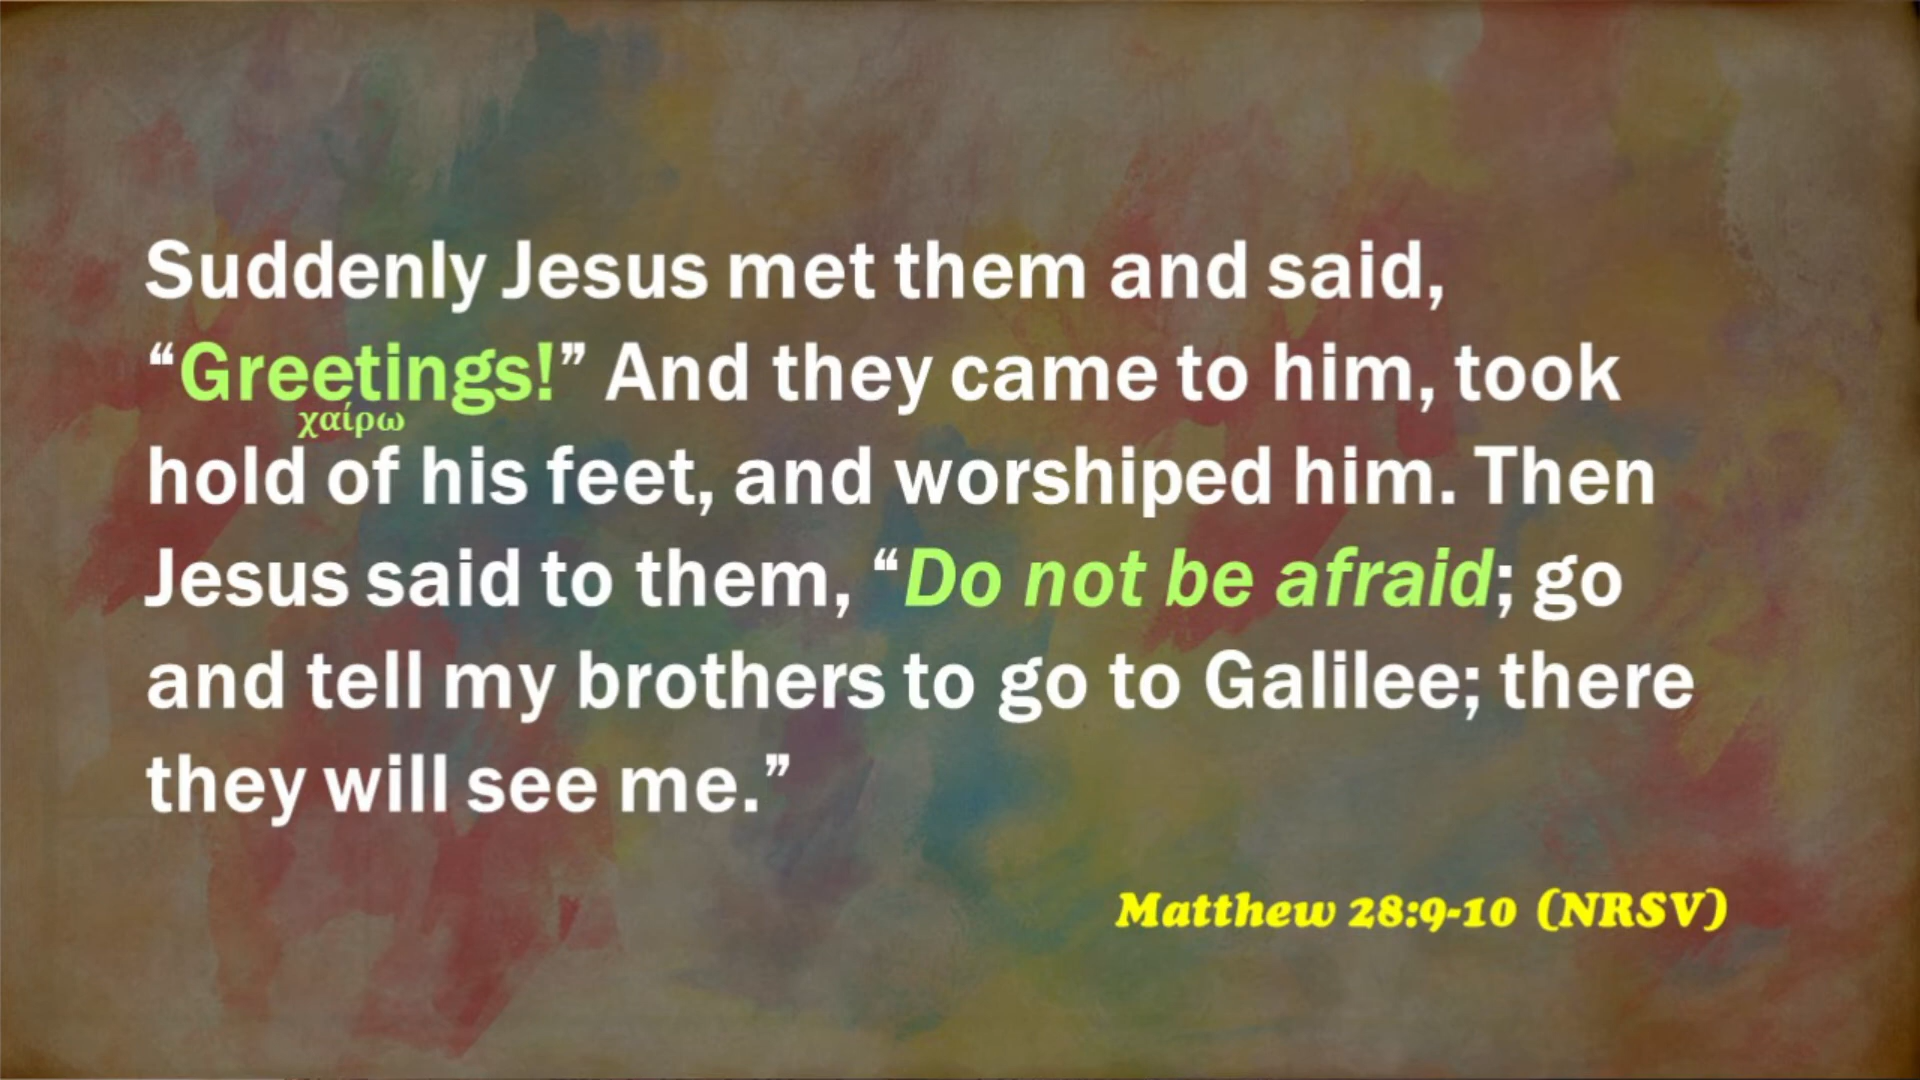 Suddenly Jesus met them and said,
“Greetings!” And they came to him, took
χαίρω
hold of his feet, and worshiped him. Then
Jesus said to them, “Do not be afraid; go
and tell my brothers to go to Galilee; there
they will see me.”
Matthew 28:9-10 (NRSV)